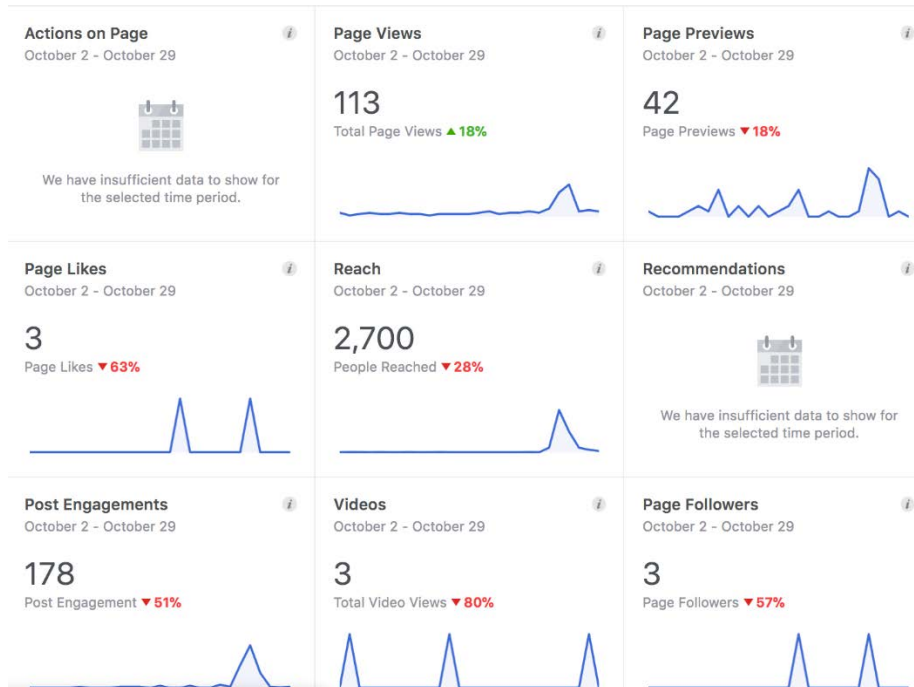 Actions on Page
October 2 - October 29
We have insufficient data to show for
the selected time period.
Page Views
October 2 - October 29
113
Total Page Views ▲ 18%
Page Previews
October 2 - October 29
42
Page Previews ▼ 18%
Page Likes
October 2 - October 29
3
Page Likes ▼ 63%
Reach
October 2 - October 29
2,700
People Reached ▼ 28%
Recommendations
October 2 - October 29
We have insufficient data to show for
the selected time period.
Post Engagements
October 2 - October 29
178
Post Engagement ▼ 51%
Videos
October 2 - October 29
3
Total Video Views ▼ 80%
Page Followers
October 2 - October 29
3
Page Followers ▼ 57%